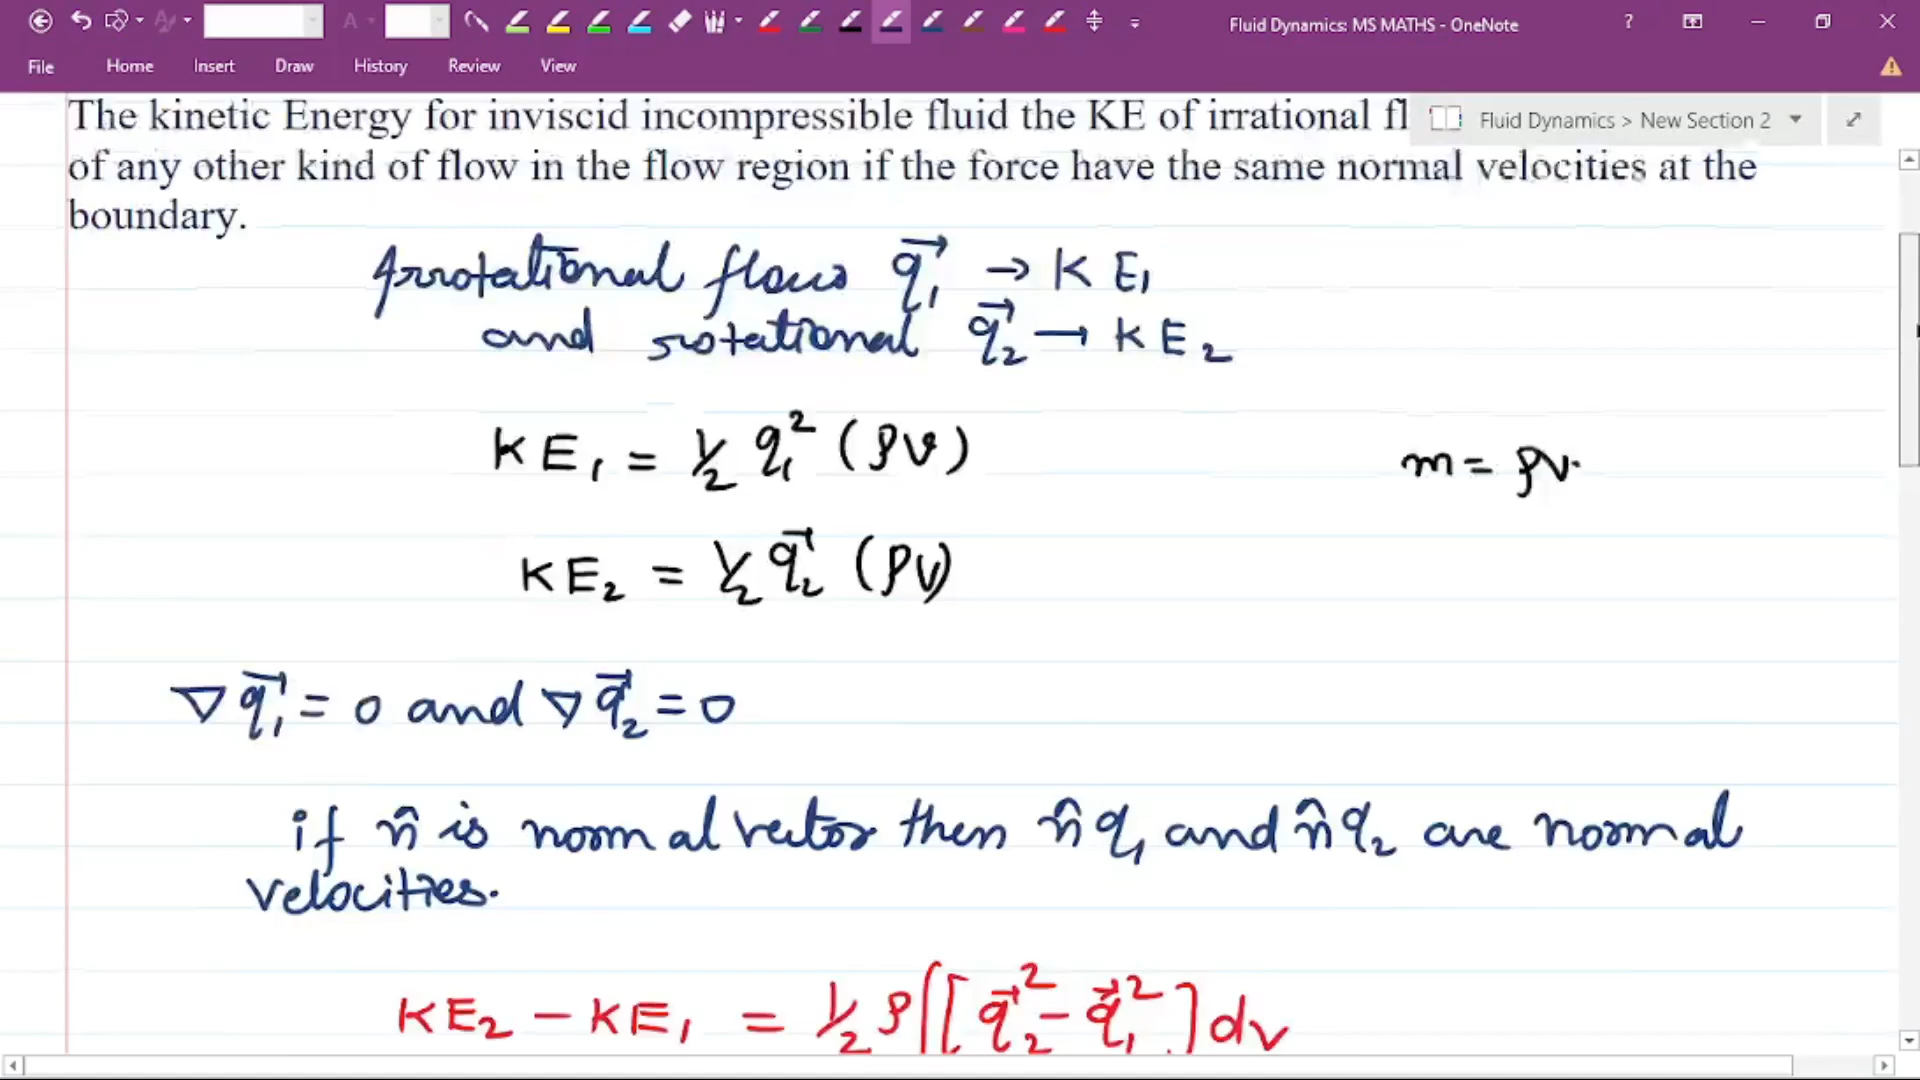 Fluid Dynamics: MS MATHS - OneNote
?
File Home Insert Draw History Review View
The kinetic Energy for inviscid incompressible fluid the KE of irrational fl
Fluid Dynamics > New Section 2
of any other kind of flow in the flow region if the force have the same normal velocities at the
boundary.
Irrotational flows q⃗₁ → KE₁
and rotational q⃗₂ → KE₂
KE₁ = ½ q₁² (ρv)
m = ρv.
KE₂ = ½ q⃗₂ (ρv)
∇ q⃗₁ = 0 and ∇ q⃗₂ = 0
if n̂ is normal vector then n̂ q₁ and n̂ q₂ are normal
velocities.
KE₂ - KE₁ = ½ ρ ∫ [ q⃗₂² - q⃗₁² ] dv